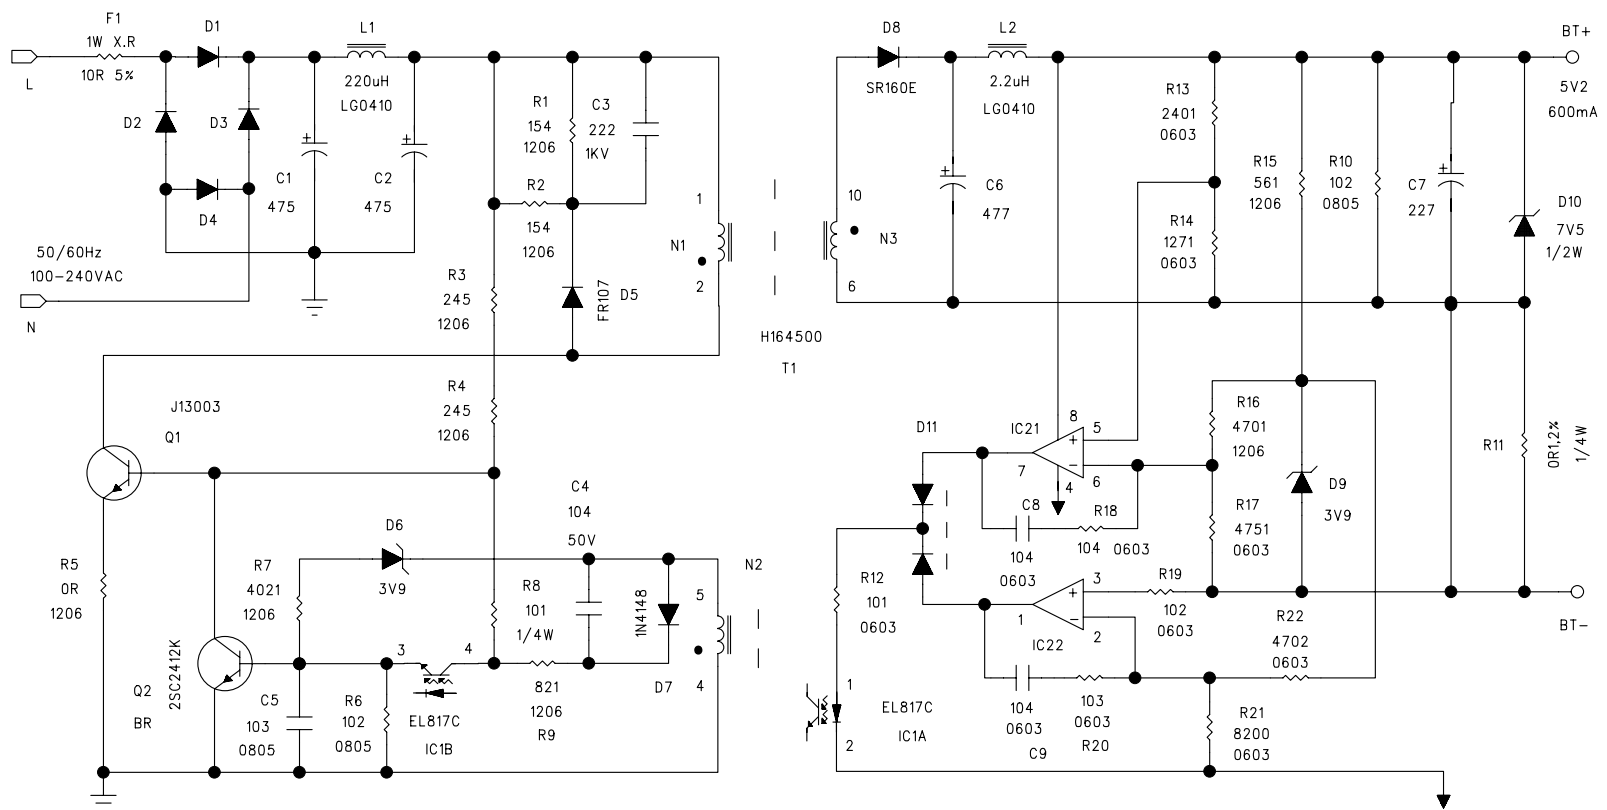 F1
1W X.R
10R 5%
L
D1
D2
D3
D4
50/60Hz
100-240VAC
N
L1
220uH
LG0410
C1
475
C2
475
R1
154
1206
C3
222
1KV
R2
154
1206
R3
245
1206
FR107
D5
R4
245
1206
1
N1
2
H164500
T1
J13003
Q1
R5
0R
1206
R7
4021
1206
D6
3V9
C4
104
50V
R8
101
1/4W
1N4148
D7
N2
5
4
3
4
2SC2412K
Q2
BR
C5
103
0805
R6
102
0805
EL817C
IC1B
821
1206
R9
D8
SR160E
L2
2.2uH
LG0410
10
N3
6
C6
477
R13
2401
0603
R14
1271
0603
R15
561
1206
R10
102
0805
C7
227
D10
7V5
1/2W
BT+
5V2
600mA
D11
IC21
8
5
7
6
4
C8
104
0603
R18
104
0603
R16
4701
1206
R17
4751
0603
D9
3V9
R11
0R1,2%
1/4W
R12
101
0603
3
1
2
IC22
R19
102
0603
R22
4702
0603
BT-
1
2
EL817C
IC1A
104
0603
C9
103
0603
R20
R21
8200
0603